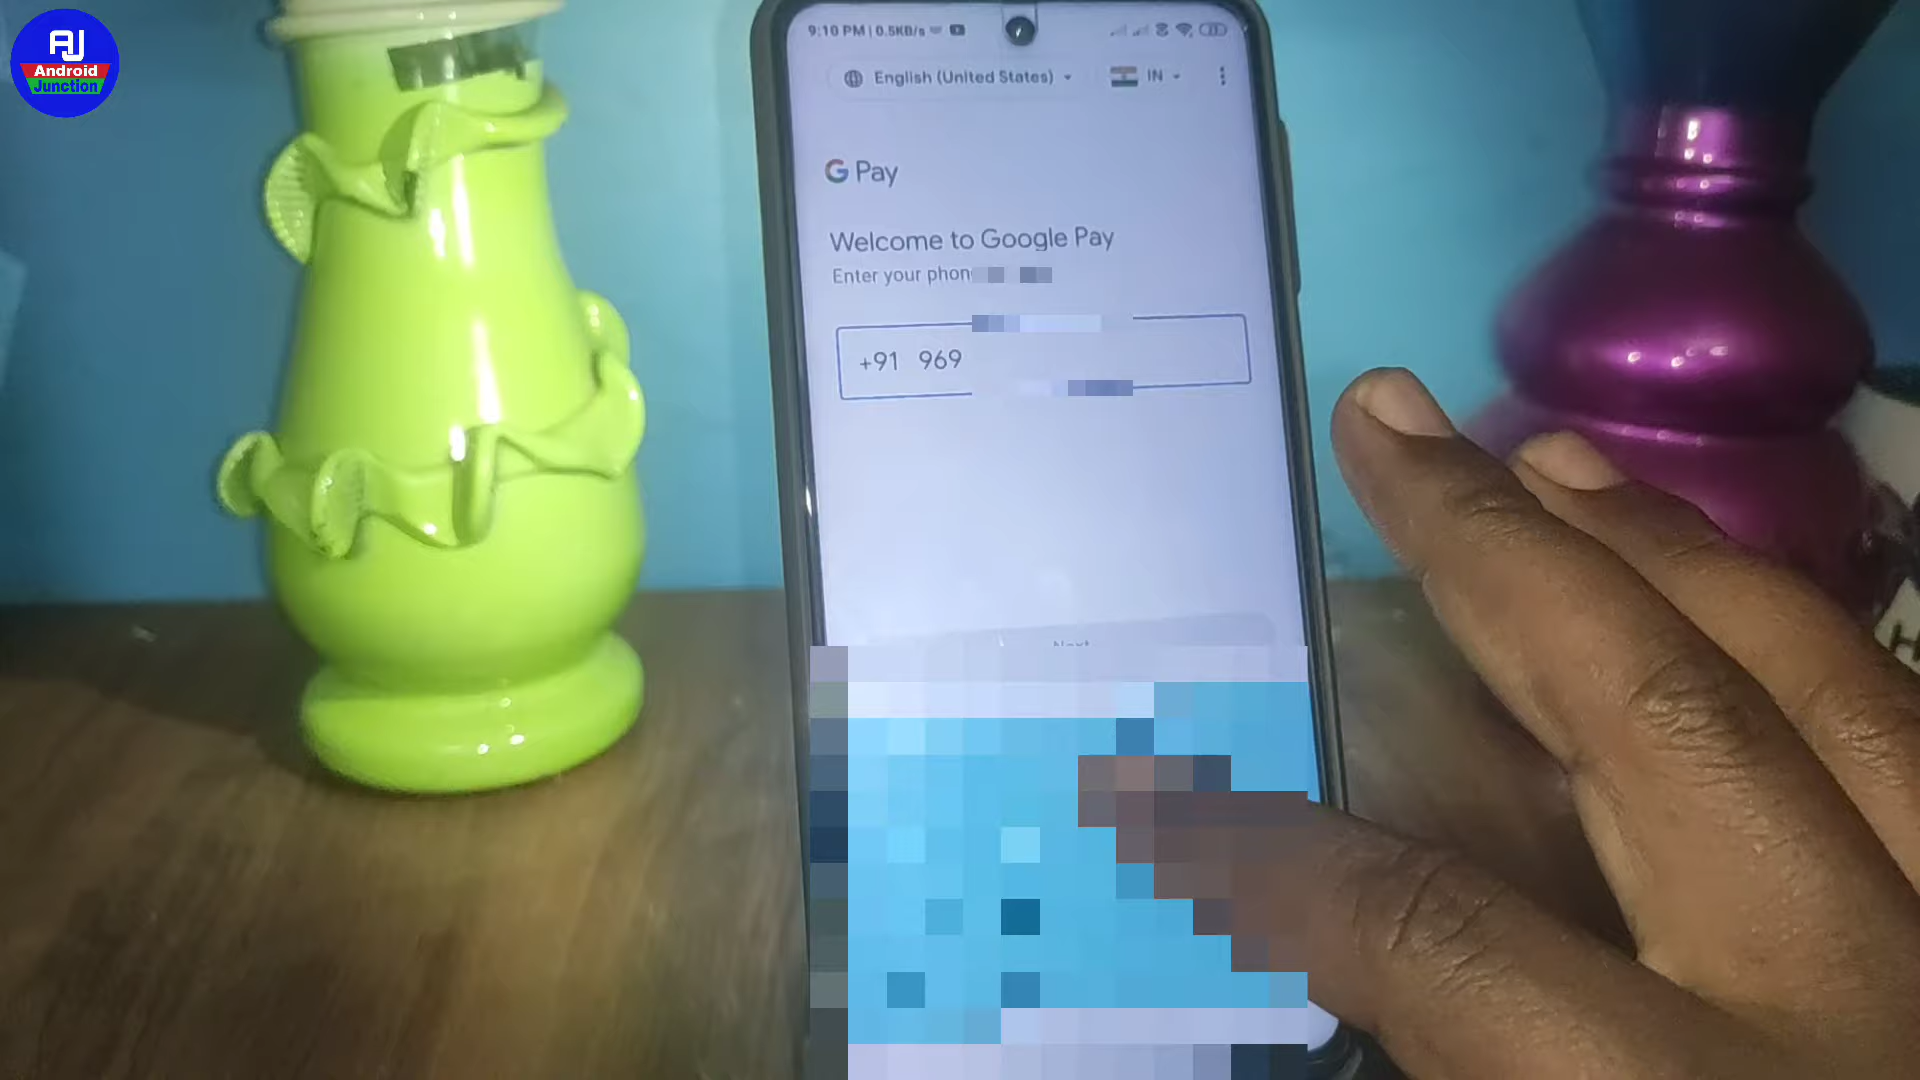 AJ
Android
Junction
9:10 PM | 0.5KB/s
English (United States)
IN
G Pay
Welcome to Google Pay
Enter your phon
+91 969
Next
H